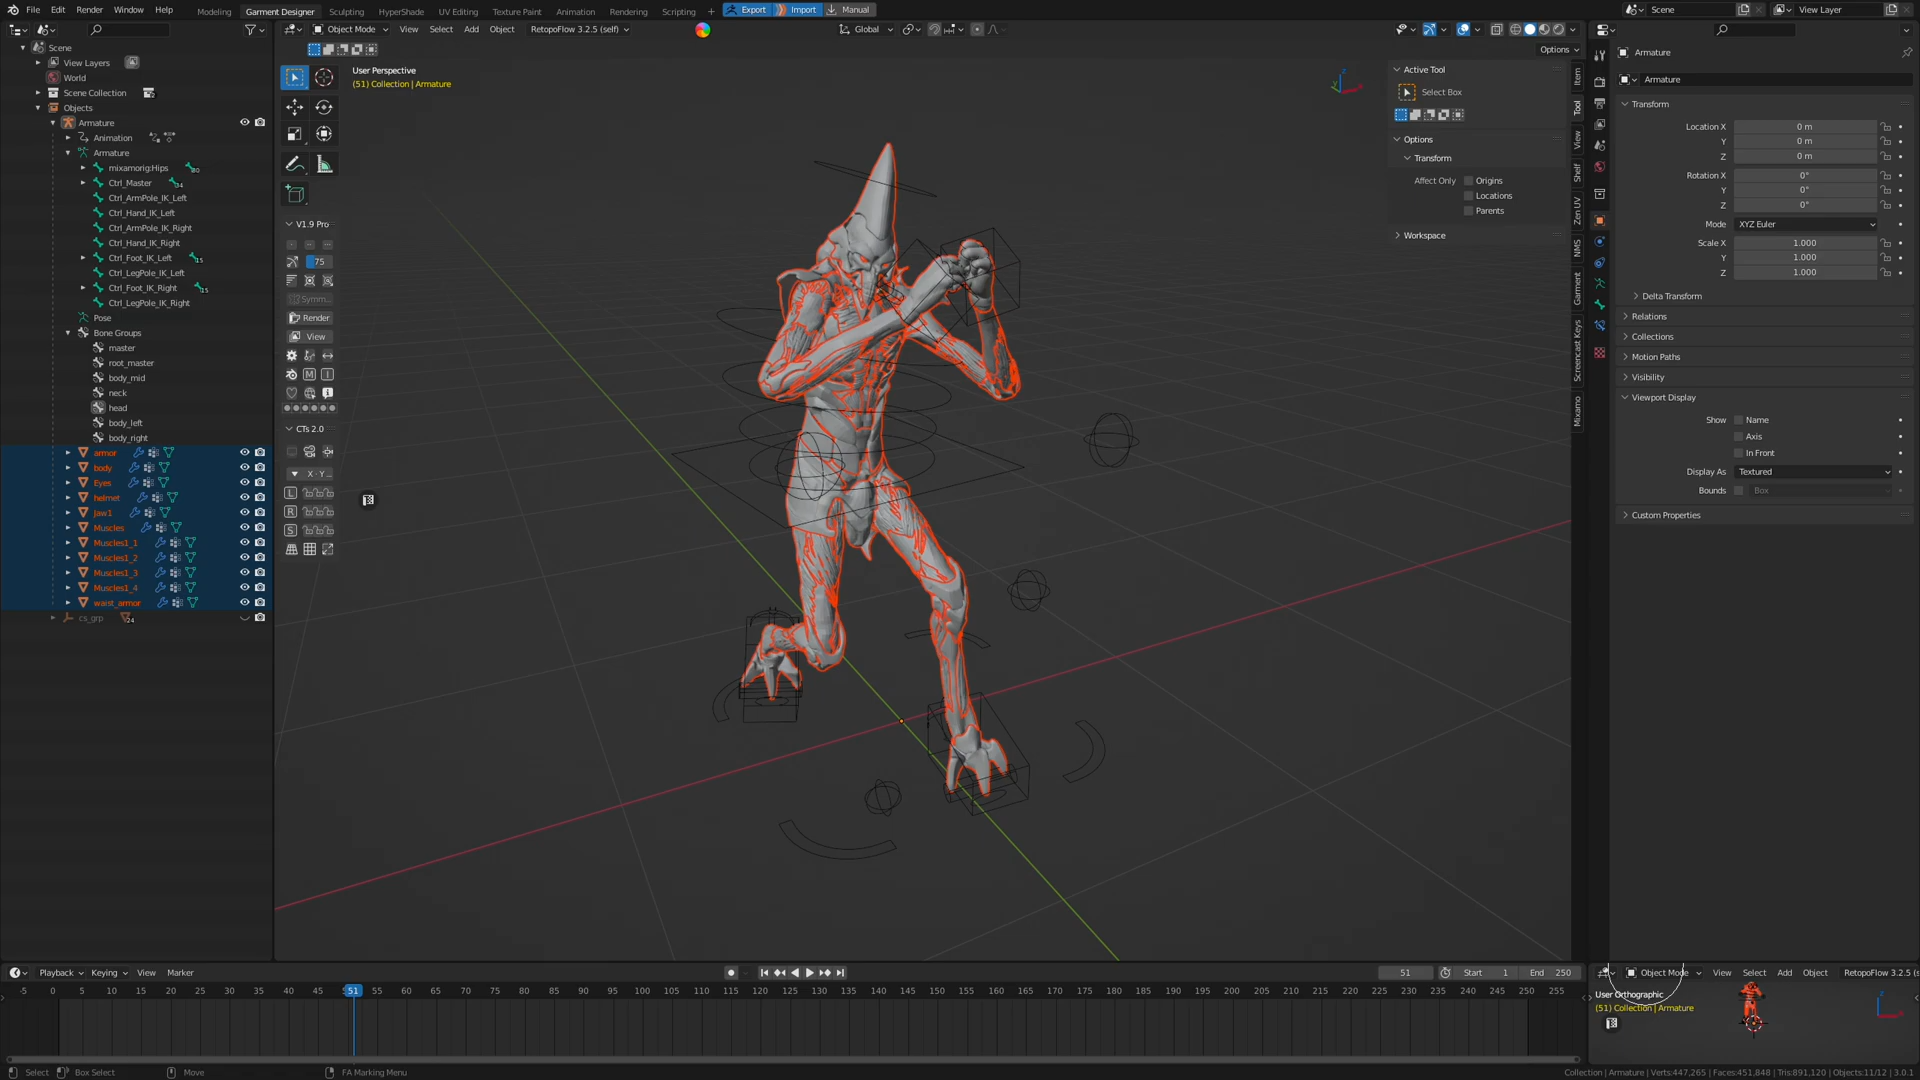 File Edit Render Window Help
Modeling Garment Designer Sculpting HyperShade UV Editing Texture Paint Animation Rendering Scripting +
Export Import Manual
Scene
View Layer
Object Mode View Select Add Object RetopoFlow 3.2.5 (self)
Global
Options
Scene
View Layers
World
Scene Collection
Objects
Armature
Animation
Armature
mixamorig:Hips
Ctrl_Master
Ctrl_ArmPole_IK_Left
Ctrl_Hand_IK_Left
Ctrl_ArmPole_IK_Right
Ctrl_Hand_IK_Right
Ctrl_Foot_IK_Left
Ctrl_LegPole_IK_Left
Ctrl_Foot_IK_Right
Ctrl_LegPole_IK_Right
Pose
Bone Groups
master
root_master
body_mid
neck
head
body_left
body_right
armor
body
Eyes
helmet
jaw1
Muscles
Muscles1_1
Muscles1_2
Muscles1_3
Muscles1_4
waist_armor
cs_grp
24
User Perspective
(51) Collection | Armature
V1.9 Pro
75
Symm...
Render
View
M I
CTs 2.0
X - Y ...
L
R
S
Active Tool
Select Box
Options
Transform
Affect Only Origins
Locations
Parents
Workspace
Item
Tool
View
Shelf
Zen UV
NMS
Garment
Screencast Keys
Mixamo
Armature
Armature
Transform
Location X 0 m
Y 0 m
Z 0 m
Rotation X 0°
Y 0°
Z 0°
Mode XYZ Euler
Scale X 1.000
Y 1.000
Z 1.000
Delta Transform
Relations
Collections
Motion Paths
Visibility
Viewport Display
Show Name
Axis
In Front
Display As Textured
Bounds Box
Custom Properties
Playback Keying View Marker
51 Start 1 End 250
-5 0 5 10 15 20 25 30 35 40 45 51 55 60 65 70 75 80 85 90 95 100 105 110 115 120 125 130 135 140 145 150 155 160 165 170 175 180 185 190 195 200 205 210 215 220 225 230 235 240 245 250 255
Object Mode View Select Add Object RetopoFlow 3.2.5 (s
User Orthographic
(51) Collection | Armature
Select Box Select Move FA Marking Menu
Collection | Armature | Verts:447,265 | Faces:451,848 | Tris:891,120 | Objects:11/12 | 3.0.1